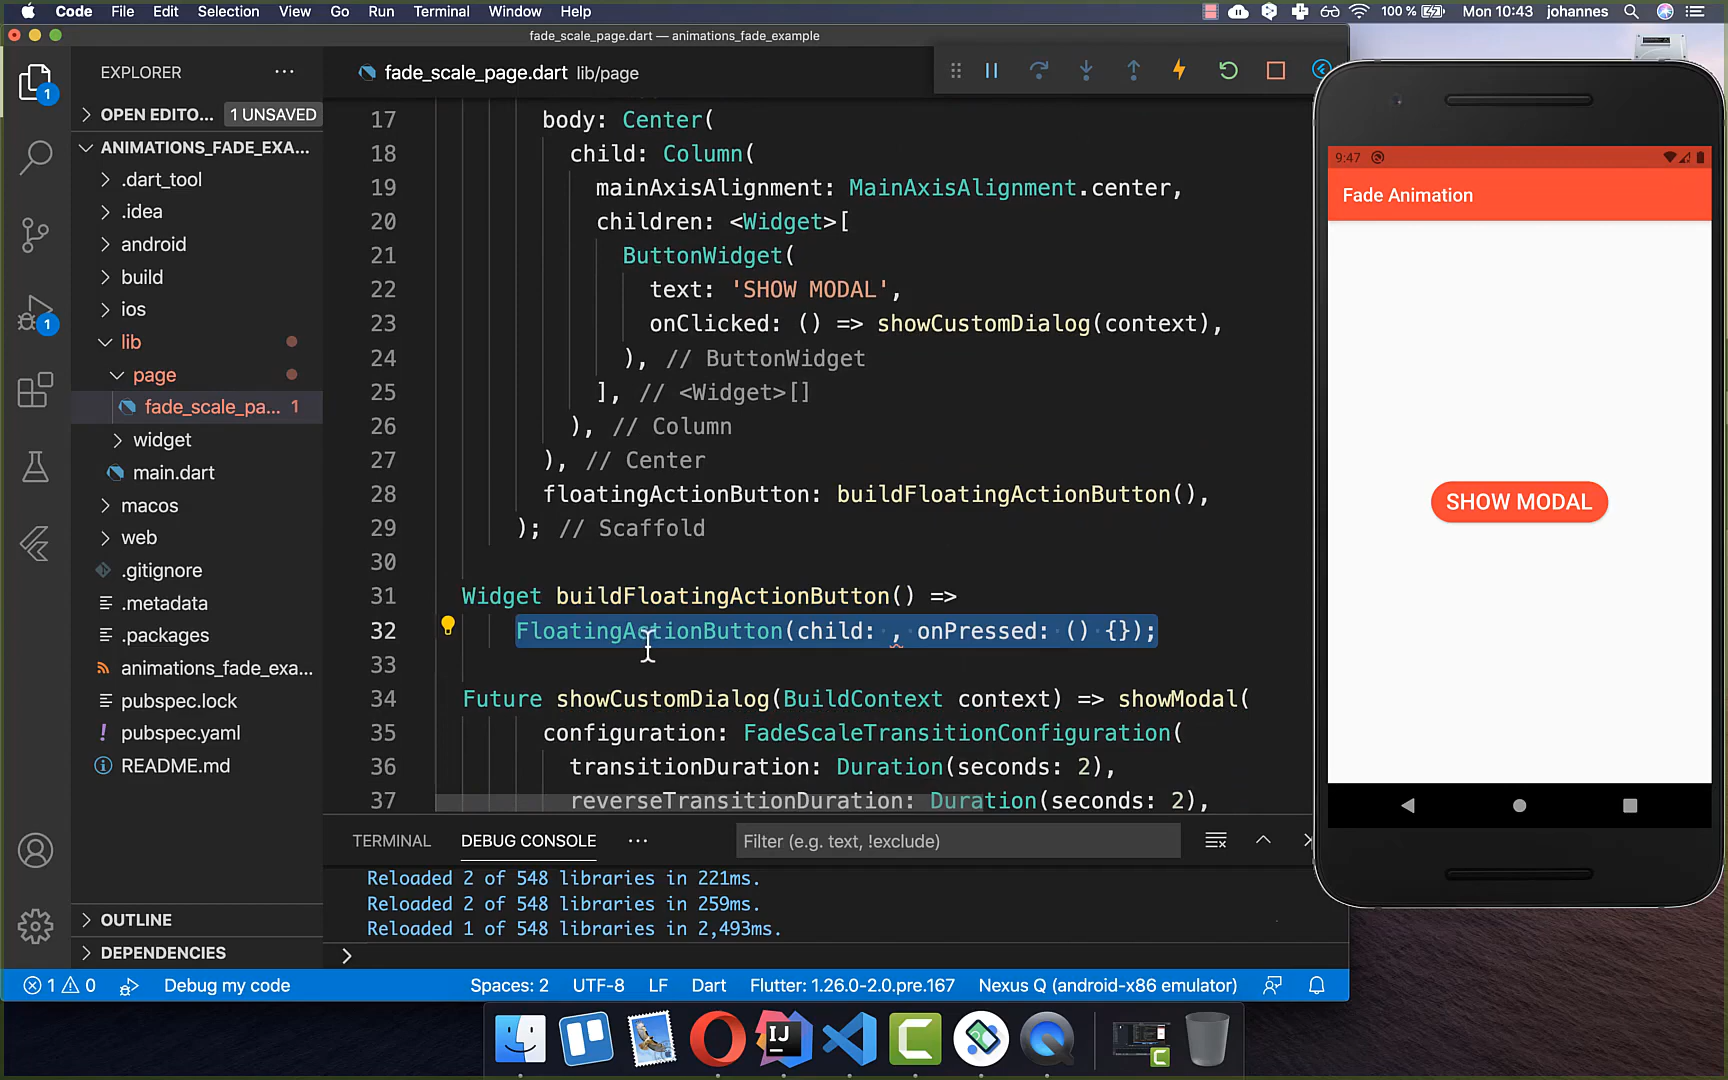 Code File Edit Selection View Go Run Terminal Window Help 100 % Mon 10:43 johannes
fade_scale_page.dart — animations_fade_example
EXPLORER
OPEN EDITO... 1 UNSAVED
ANIMATIONS_FADE_EXA...
.dart_tool
.idea
android
build
ios
lib
page
fade_scale_pa... 1
widget
main.dart
macos
web
.gitignore
.metadata
.packages
animations_fade_exa...
pubspec.lock
pubspec.yaml
README.md
OUTLINE
DEPENDENCIES
1
1
fade_scale_page.dart lib/page
17 body: Center(
18 child: Column(
19 mainAxisAlignment: MainAxisAlignment.center,
20 children: <Widget>[
21 ButtonWidget(
22 text: 'SHOW MODAL',
23 onClicked: () => showCustomDialog(context),
24 ), // ButtonWidget
25 ], // <Widget>[]
26 ), // Column
27 ), // Center
28 floatingActionButton: buildFloatingActionButton(),
29 ); // Scaffold
30
31 Widget buildFloatingActionButton() =>
32 FloatingActionButton(child: , onPressed: () {});
33
34 Future showCustomDialog(BuildContext context) => showModal(
35 configuration: FadeScaleTransitionConfiguration(
36 transitionDuration: Duration(seconds: 2),
37 reverseTransitionDuration: Duration(seconds: 2),
TERMINAL DEBUG CONSOLE ... Filter (e.g. text, !exclude)
Reloaded 2 of 548 libraries in 221ms.
Reloaded 2 of 548 libraries in 259ms.
Reloaded 1 of 548 libraries in 2,493ms.
1 0 Debug my code Spaces: 2 UTF-8 LF Dart Flutter: 1.26.0-2.0.pre.167 Nexus Q (android-x86 emulator)
9:47
Fade Animation
SHOW MODAL
IJ